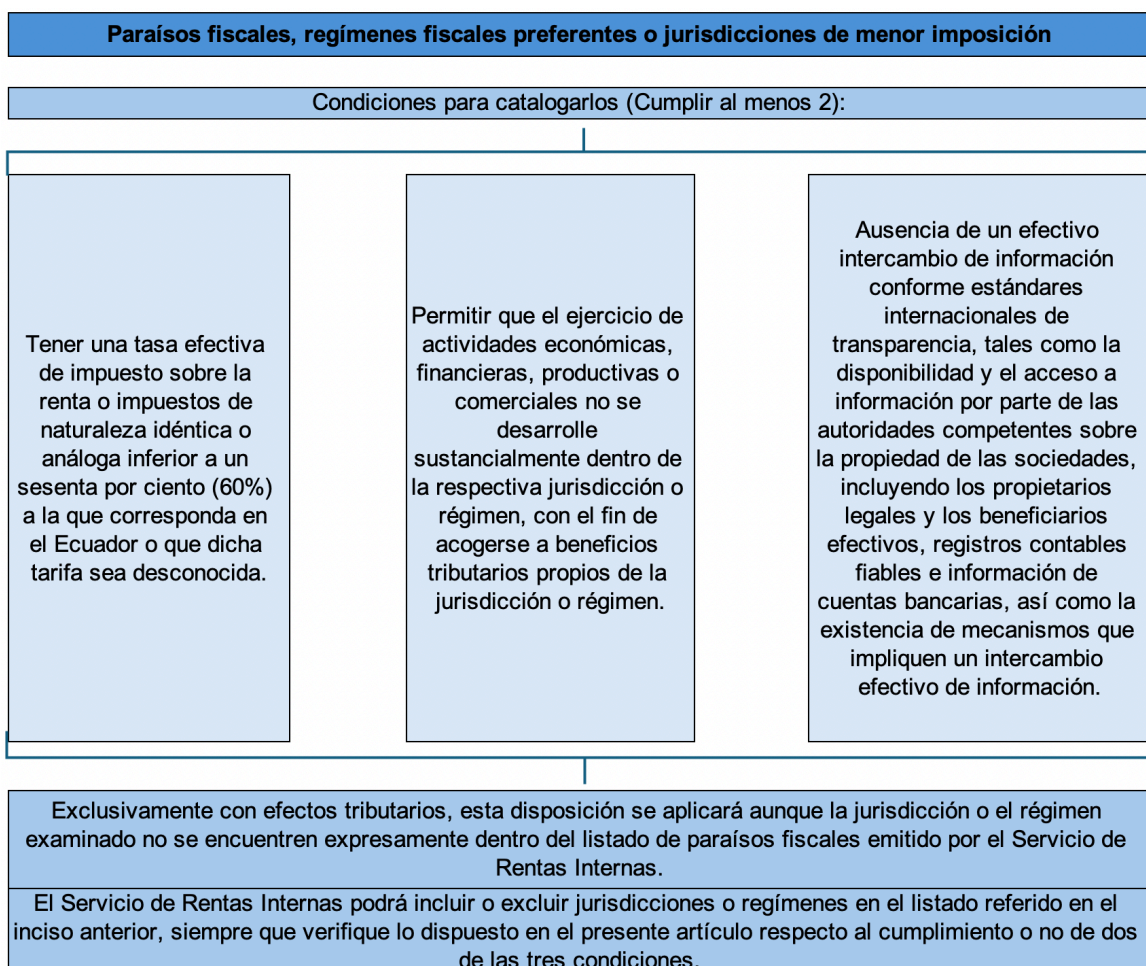 Paraísos fiscales, regímenes fiscales preferentes o jurisdicciones de menor imposición
Condiciones para catalogarlos (Cumplir al menos 2):
Tener una tasa efectiva
de impuesto sobre la
renta o impuestos de
naturaleza idéntica o
análoga inferior a un
sesenta por ciento (60%)
a la que corresponda en
el Ecuador o que dicha
tarifa sea desconocida.
Permitir que el ejercicio de
actividades económicas,
financieras, productivas o
comerciales no se
desarrolle
sustancialmente dentro de
la respectiva jurisdicción o
régimen, con el fin de
acogerse a beneficios
tributarios propios de la
jurisdicción o régimen.
Ausencia de un efectivo
intercambio de información
conforme estándares
internacionales de
transparencia, tales como la
disponibilidad y el acceso a
información por parte de las
autoridades competentes sobre
la propiedad de las sociedades,
incluyendo los propietarios
legales y los beneficiarios
efectivos, registros contables
fiables e información de
cuentas bancarias, así como la
existencia de mecanismos que
impliquen un intercambio
efectivo de información.
Exclusivamente con efectos tributarios, esta disposición se aplicará aunque la jurisdicción o el régimen
examinado no se encuentren expresamente dentro del listado de paraísos fiscales emitido por el Servicio de
Rentas Internas.
El Servicio de Rentas Internas podrá incluir o excluir jurisdicciones o regímenes en el listado referido en el
inciso anterior, siempre que verifique lo dispuesto en el presente artículo respecto al cumplimiento o no de dos
de las tres condiciones.